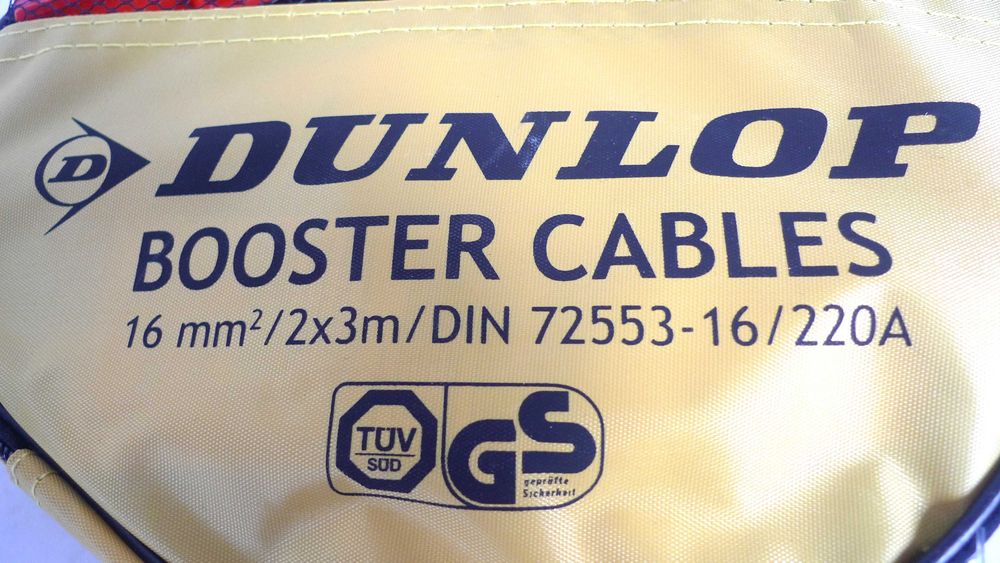 D DUNLOP
BOOSTER CABLES
16 mm²/2x3m/DIN 72553-16/220A
TÜV
SÜD
GS
geprüfte
Sicherheit